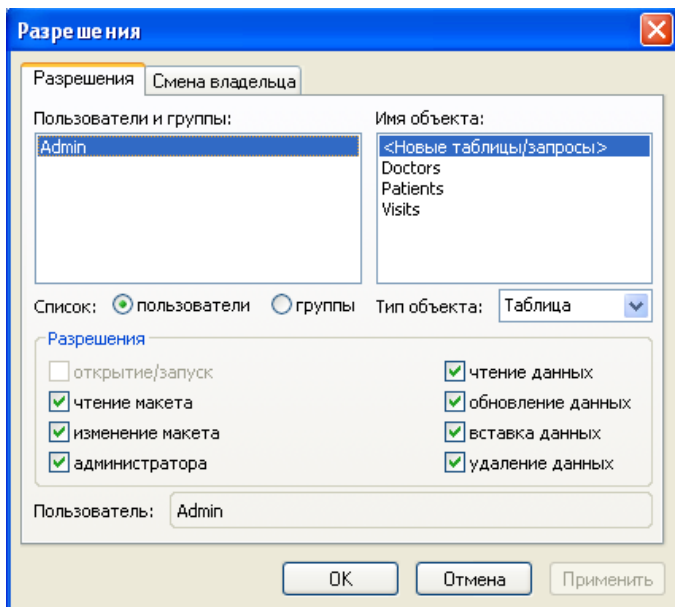 Разрешения
Разрешения Смена владельца
Пользователи и группы: Имя объекта:
Admin <Новые таблицы/запросы>
Doctors
Patients
Visits
Список: пользователи группы Тип объекта: Таблица
Разрешения
открытие/запуск чтение данных
чтение макета обновление данных
изменение макета вставка данных
администратора удаление данных
Пользователь: Admin
OK Отмена Применить